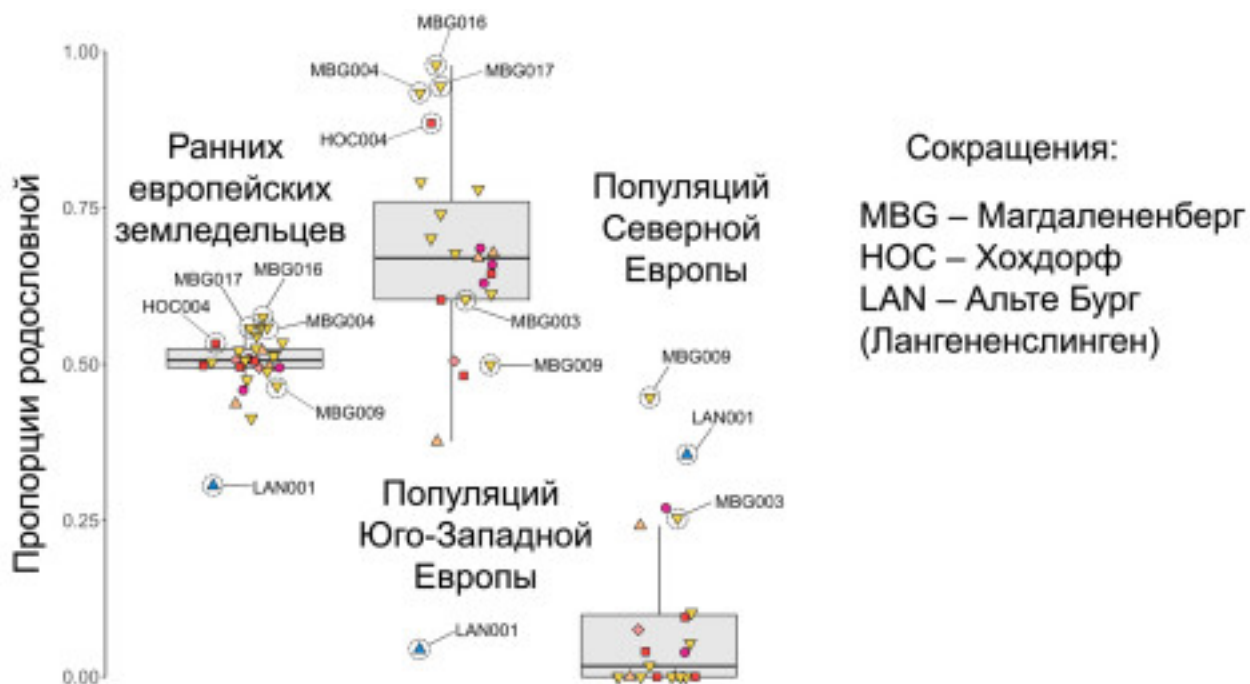 MBG016
1.00
MBG004
MBG017
HOC004
Ранних
европейских
земледельцев
MBG017
MBG016
HOC004
MBG004
MBG009
LAN001
0.75
0.50
0.25
0.00
Пропорции родословной
MBG003
MBG009
Популяций
Юго-Западной
Европы
LAN001
Популяций
Северной
Европы
MBG009
LAN001
MBG003
Сокращения:
MBG – Магдалененберг
HOC – Хохдорф
LAN – Альте Бург
(Лангененслинген)